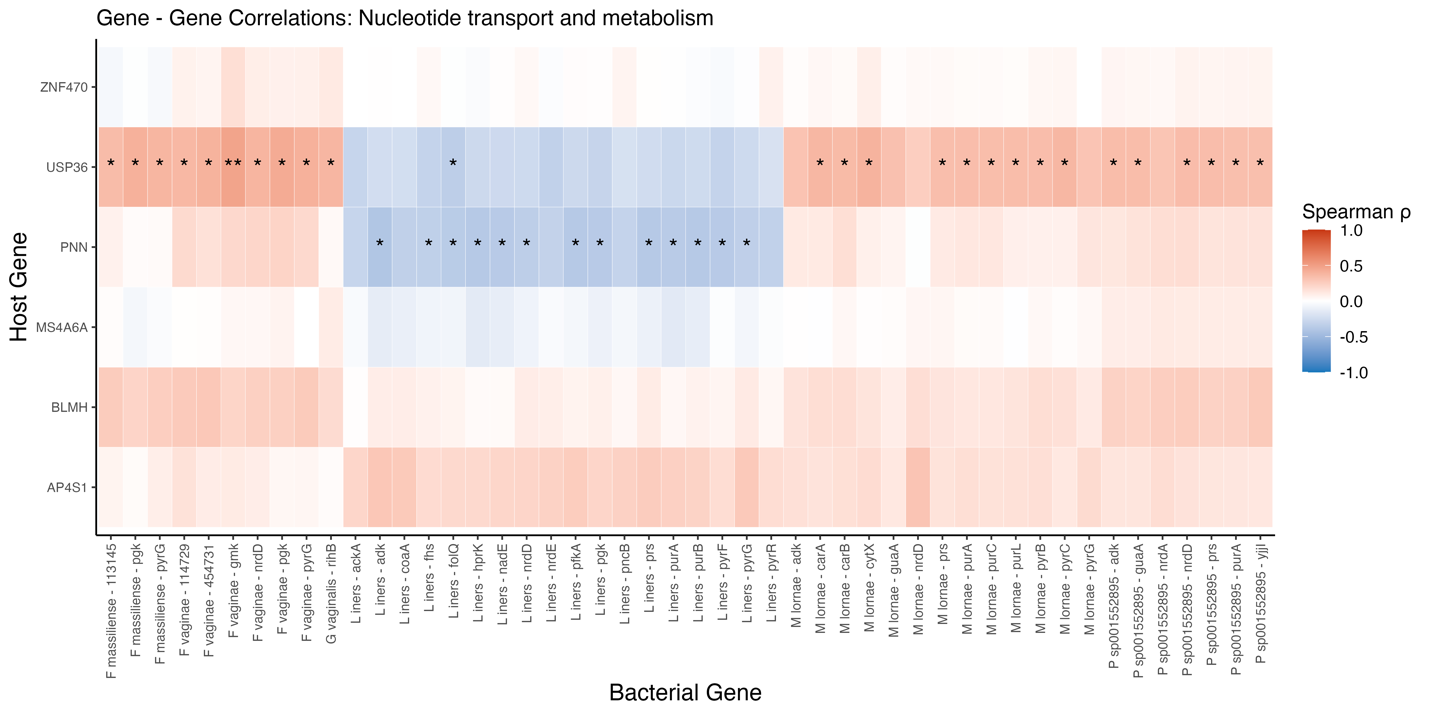 Gene - Gene Correlations: Nucleotide transport and metabolism
Host Gene
ZNF470
USP36
PNN
MS4A6A
BLMH
AP4S1
* * * * * ** * * * * * * * * * * * * * * * * * * * *
* * * * * * * * * * * * *
F massiliense - 113145
F massiliense - pgk
F massiliense - pyrG
F vaginae - 114729
F vaginae - 454731
F vaginae - gmk
F vaginae - nrdD
F vaginae - pgk
F vaginae - pyrG
G vaginalis - rihB
L iners - ackA
L iners - adk
L iners - coaA
L iners - fhs
L iners - folQ
L iners - hprK
L iners - nadE
L iners - nrdD
L iners - nrdE
L iners - pfkA
L iners - pgk
L iners - pncB
L iners - prs
L iners - purA
L iners - purB
L iners - pyrF
L iners - pyrG
L iners - pyrR
M lornae - adk
M lornae - carA
M lornae - carB
M lornae - cytX
M lornae - guaA
M lornae - nrdD
M lornae - prs
M lornae - purA
M lornae - purC
M lornae - purL
M lornae - pyrB
M lornae - pyrC
M lornae - pyrG
P sp001552895 - adk
P sp001552895 - guaA
P sp001552895 - nrdA
P sp001552895 - nrdD
P sp001552895 - prs
P sp001552895 - purA
P sp001552895 - yjjI
Bacterial Gene
Spearman ρ
1.0
0.5
0.0
-0.5
-1.0